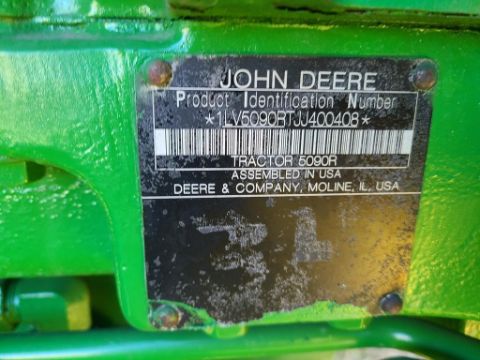 JOHN DEERE
Product Identification Number
*1LV5090RTJJ400408*
TRACTOR 5090R
ASSEMBLED IN USA
DEERE & COMPANY, MOLINE, IL. USA